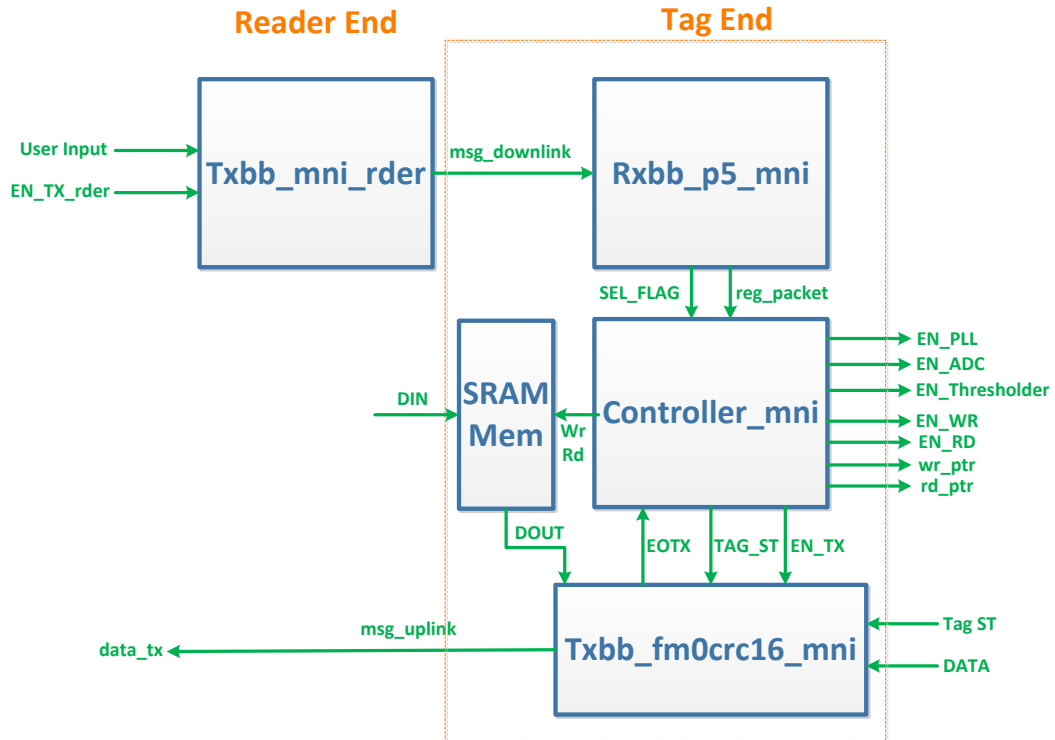 Reader End
Tag End
User Input
EN_TX_rder
Txbb_mni_rder
msg_downlink
Rxbb_p5_mni
SEL_FLAG
reg_packet
DIN
SRAM
Mem
Wr
Rd
Controller_mni
EN_PLL
EN_ADC
EN_Thresholder
EN_WR
EN_RD
wr_ptr
rd_ptr
DOUT
EOTX
TAG_ST
EN_TX
data_tx
msg_uplink
Txbb_fm0crc16_mni
Tag ST
DATA